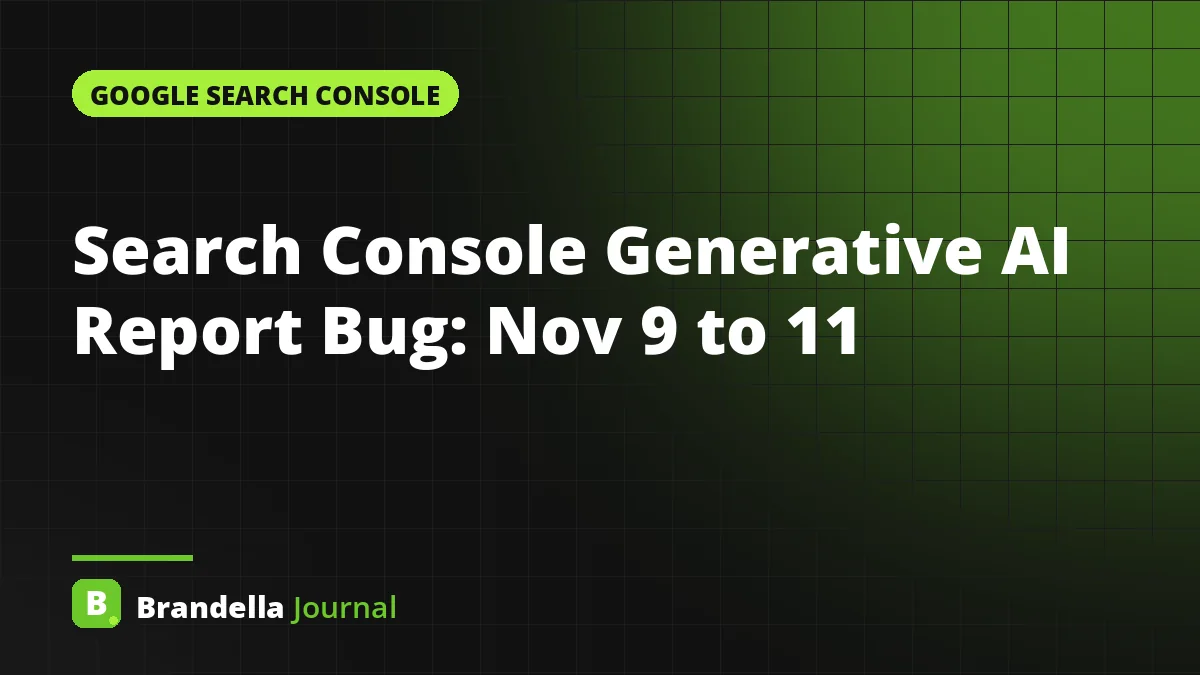 GOOGLE SEARCH CONSOLE
Search Console Generative AI
Report Bug: Nov 9 to 11
B
Brandella Journal